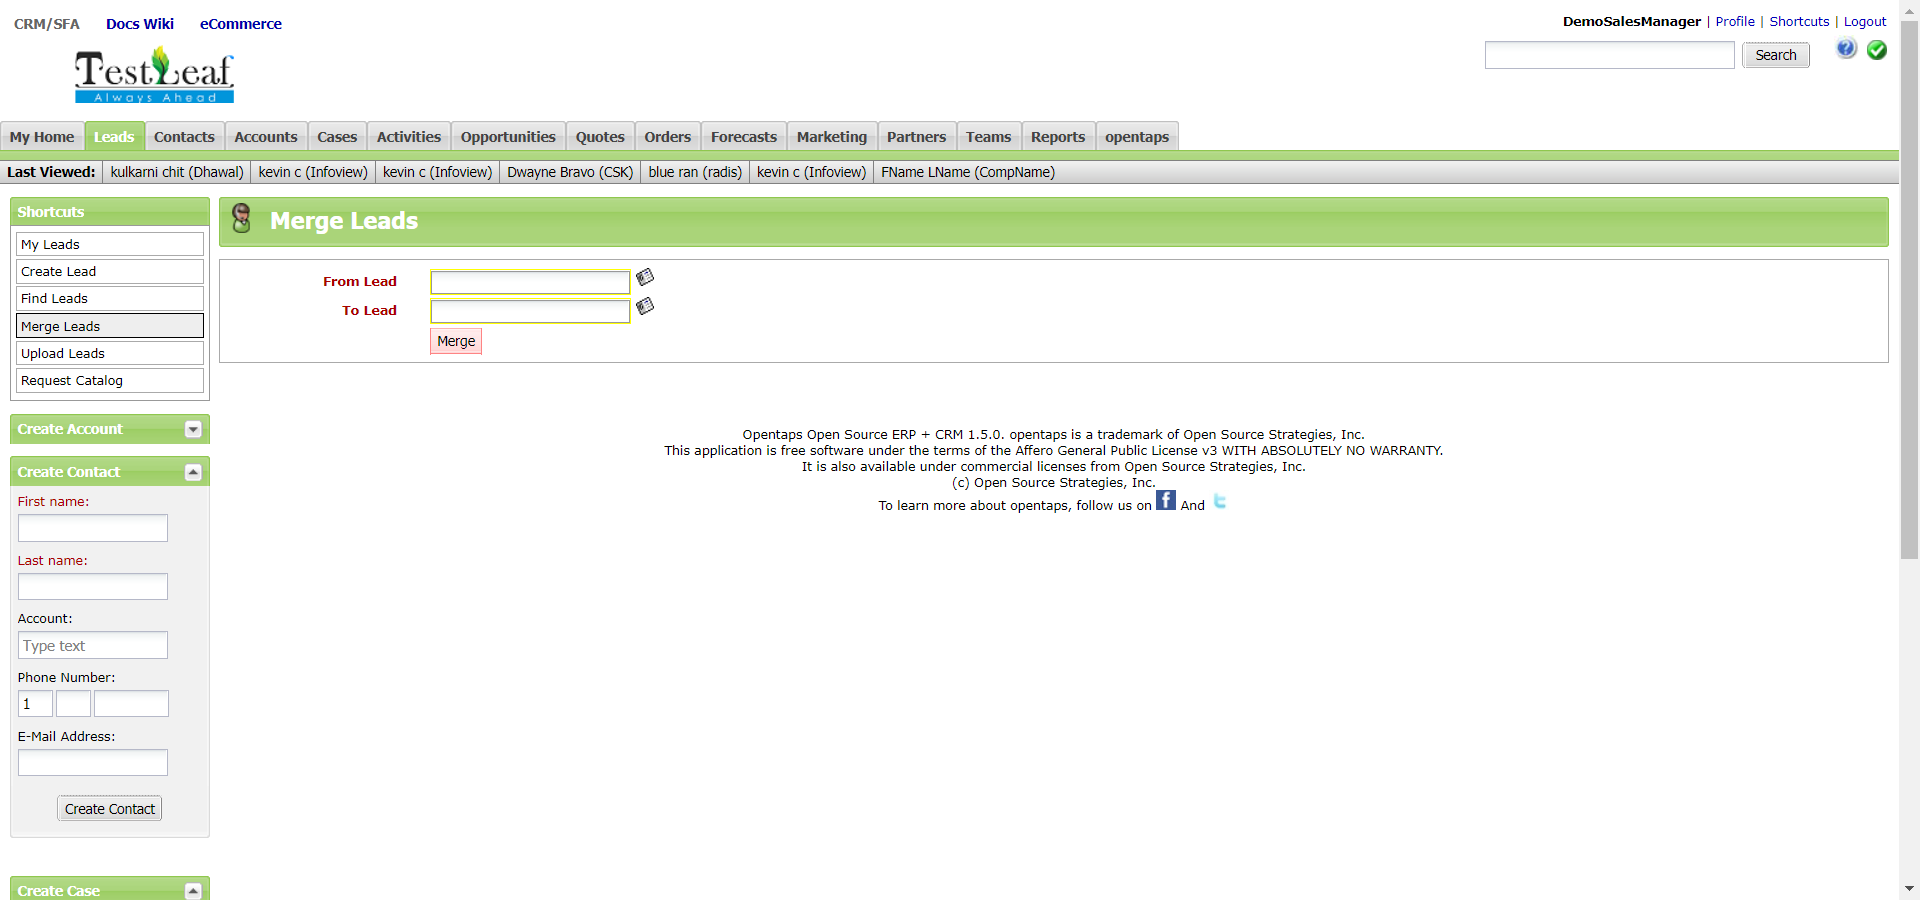 CRM/SFA Docs Wiki eCommerce
DemoSalesManager | Profile | Shortcuts | Logout
Search
TestLeaf
Always Ahead
My Home Leads Contacts Accounts Cases Activities Opportunities Quotes Orders Forecasts Marketing Partners Teams Reports opentaps
Last Viewed: kulkarni chit (Dhawal) kevin c (Infoview) kevin c (Infoview) Dwayne Bravo (CSK) blue ran (radis) kevin c (Infoview) FName LName (CompName)
Shortcuts
My Leads
Create Lead
Find Leads
Merge Leads
Upload Leads
Request Catalog
Create Account
Create Contact
First name:
Last name:
Account:
Type text
Phone Number:
1
E-Mail Address:
Create Contact
Create Case
Merge Leads
From Lead
To Lead
Merge
Opentaps Open Source ERP + CRM 1.5.0. opentaps is a trademark of Open Source Strategies, Inc.
This application is free software under the terms of the Affero General Public License v3 WITH ABSOLUTELY NO WARRANTY.
It is also available under commercial licenses from Open Source Strategies, Inc.
(c) Open Source Strategies, Inc.
To learn more about opentaps, follow us on f And t